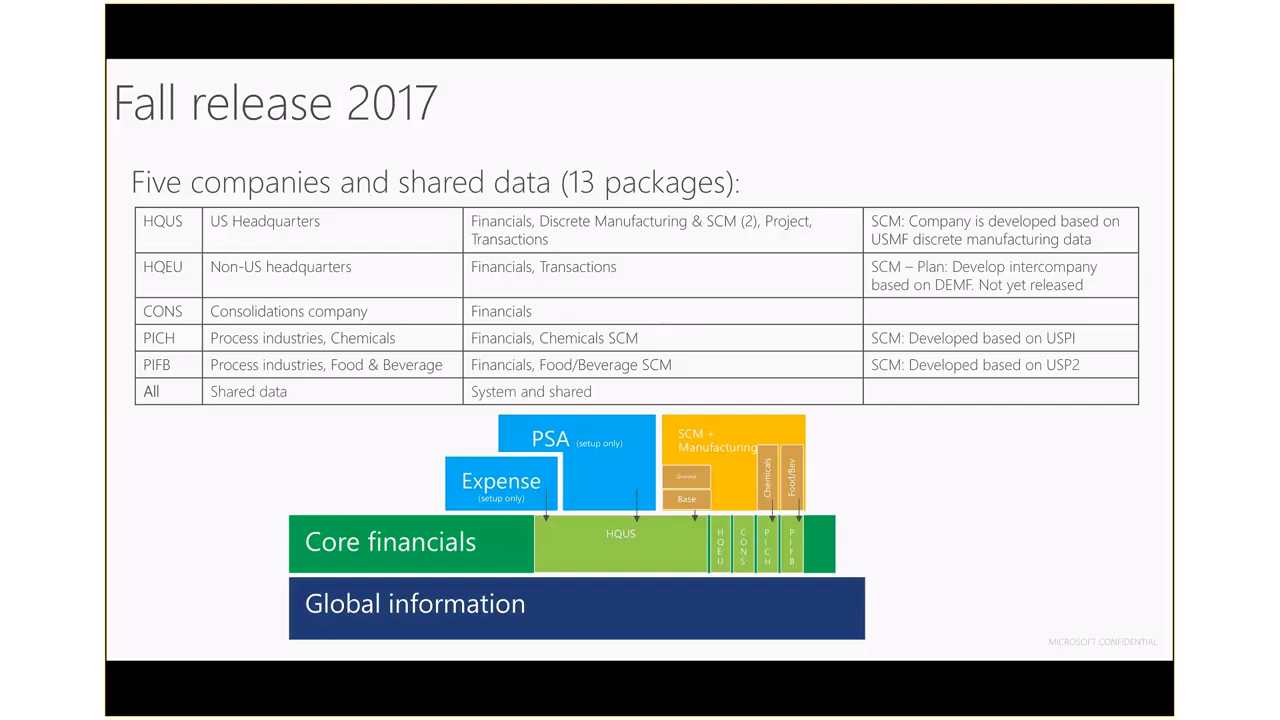 Fall release 2017
Five companies and shared data (13 packages):
HQUS US Headquarters Financials, Discrete Manufacturing & SCM (2), Project, SCM: Company is developed based on
Transactions USMF discrete manufacturing data
HQEU Non-US headquarters Financials, Transactions SCM – Plan: Develop intercompany
based on DEMF. Not yet released
CONS Consolidations company Financials
PICH Process industries, Chemicals Financials, Chemicals SCM SCM: Developed based on USPI
PIFB Process industries, Food & Beverage Financials, Food/Beverage SCM SCM: Developed based on USP2
All Shared data System and shared
PSA (setup only)
SCM +
Manufacturing
Expense
(setup only)
Discrete
Base
Chemicals
Food/Bev
Core financials
HQUS
HQEU
CONS
PICH
PIFB
Global information
MICROSOFT CONFIDENTIAL